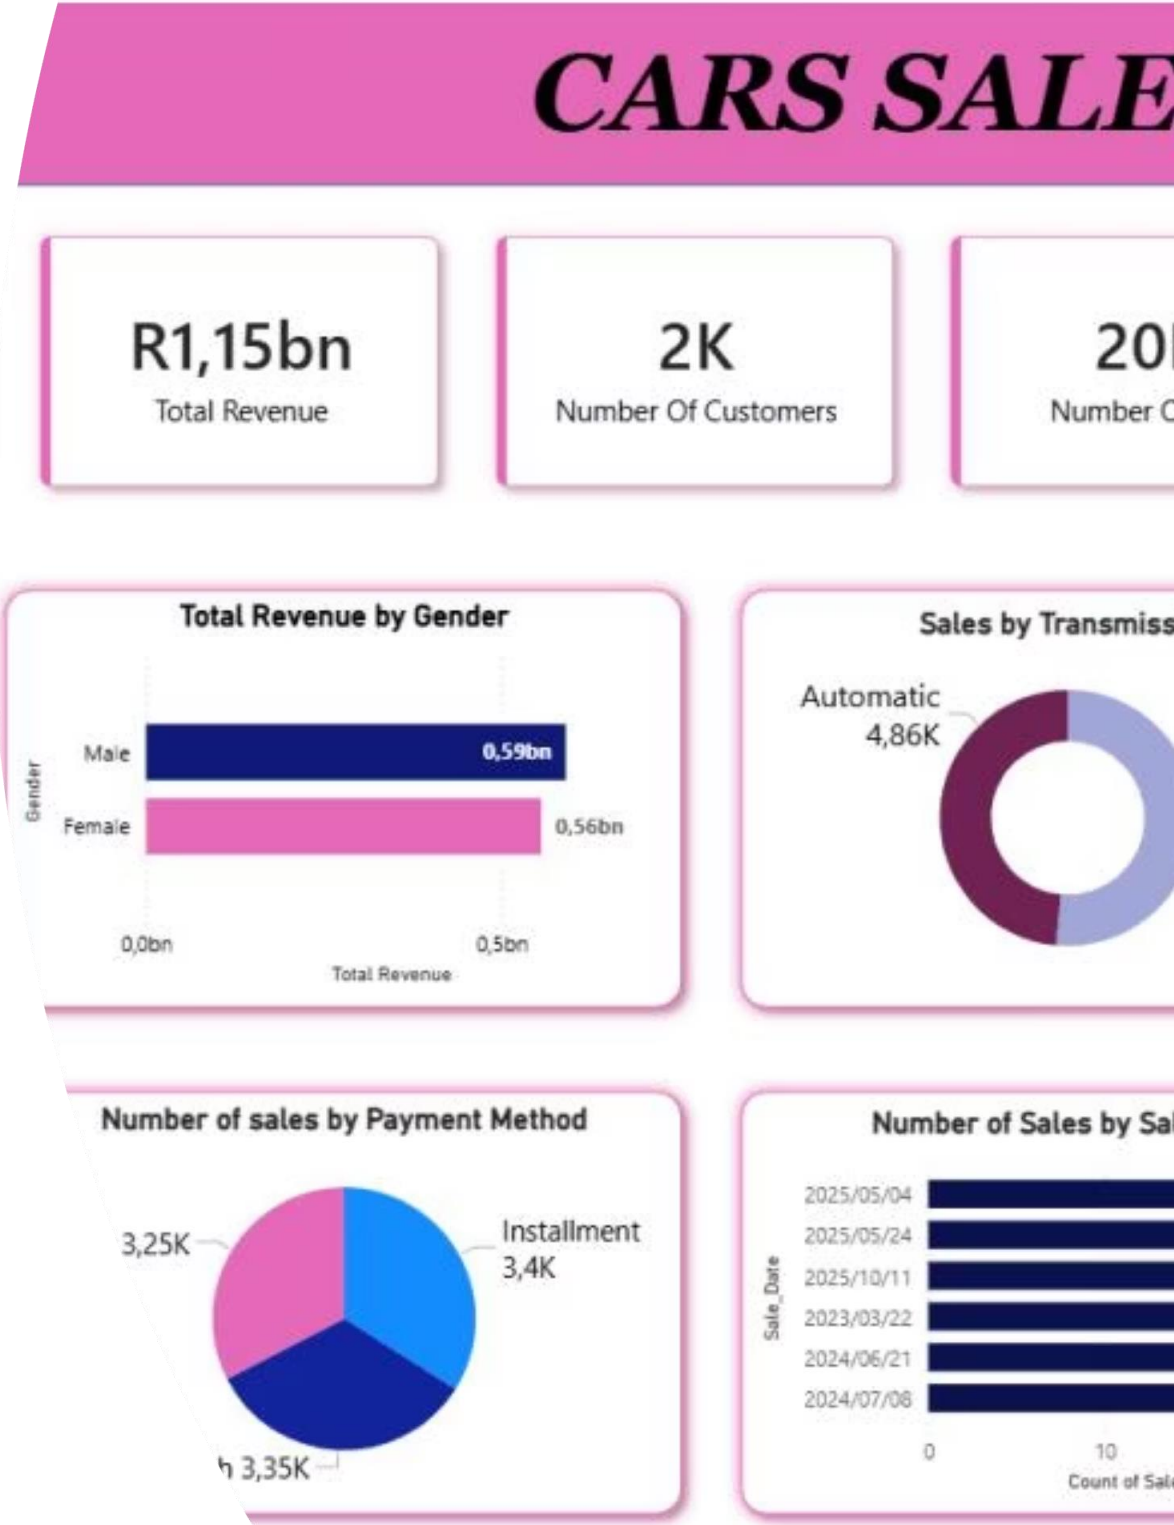 CARS SALE
R1,15bn
Total Revenue
2K
Number Of Customers
20
Number
Total Revenue by Gender
Gender
Male
0,59bn
Female
0,56bn
0,0bn
0,5bn
Total Revenue
Sales by Transmiss
Automatic
4,86K
Number of sales by Payment Method
3,25K
Installment
3,4K
3,35K
Number of Sales by Sal
Sale_Date
2025/05/04
2025/05/24
2025/10/11
2023/03/22
2024/06/21
2024/07/08
0
10
Count of Sale